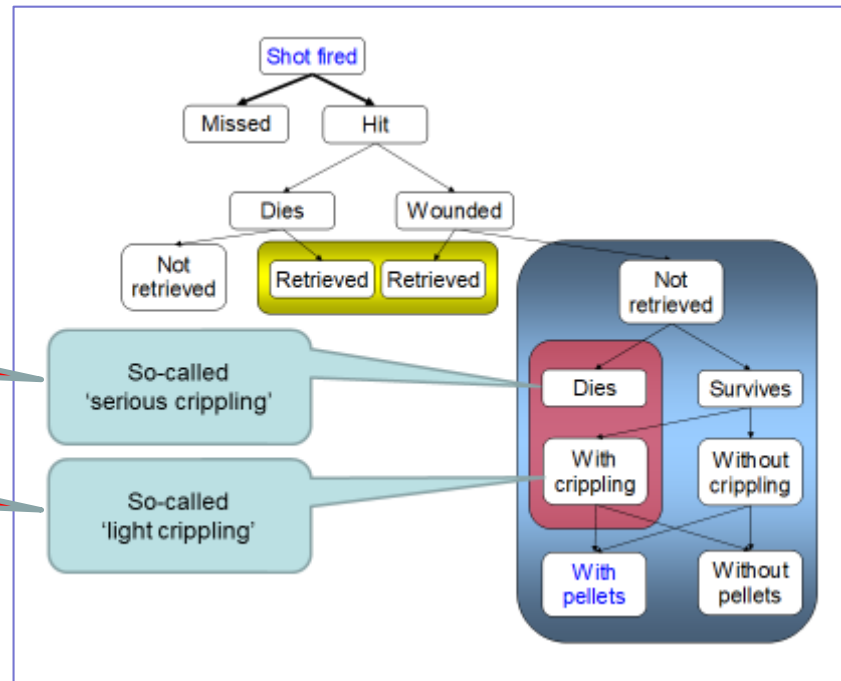 Shot fired
Missed
Hit
Dies
Wounded
Not
retrieved
Retrieved
Retrieved
Not
retrieved
So-called
'serious crippling'
Dies
Survives
With
crippling
Without
crippling
So-called
'light crippling'
With
pellets
Without
pellets